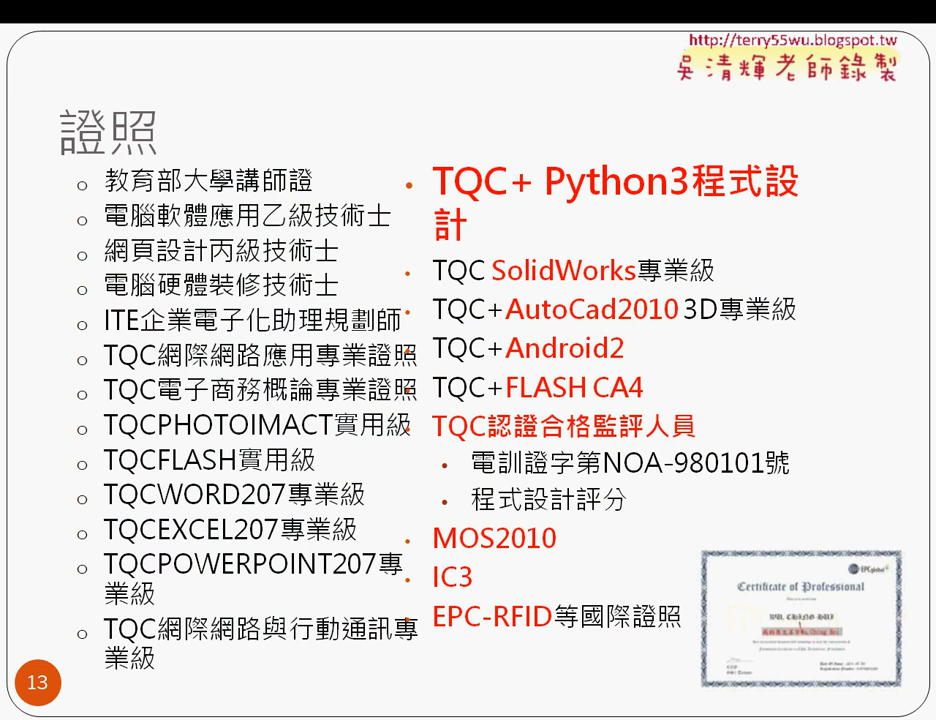 http://terry55wu.blogspot.tw
吳清輝老師錄製
證照
教育部大學講師證
電腦軟體應用乙級技術士
網頁設計丙級技術士
電腦硬體裝修技術士
ITE企業電子化助理規劃師
TQC網際網路應用專業證照
TQC電子商務概論專業證照
TQCPHOTOIMACT實用級
TQCFLASH實用級
TQCWORD207專業級
TQCEXCEL207專業級
TQCPOWERPOINT207專
業級
TQC網際網路與行動通訊專
業級
TQC+ Python3程式設
計
TQC SolidWorks專業級
TQC+AutoCad2010 3D專業級
TQC+Android2
TQC+FLASH CA4
TQC認證合格監評人員
電訓證字第NOA-980101號
程式設計評分
MOS2010
IC3
EPC-RFID等國際證照
EPCglobal
Certificate of Professional
WU, CHING-HUI
13